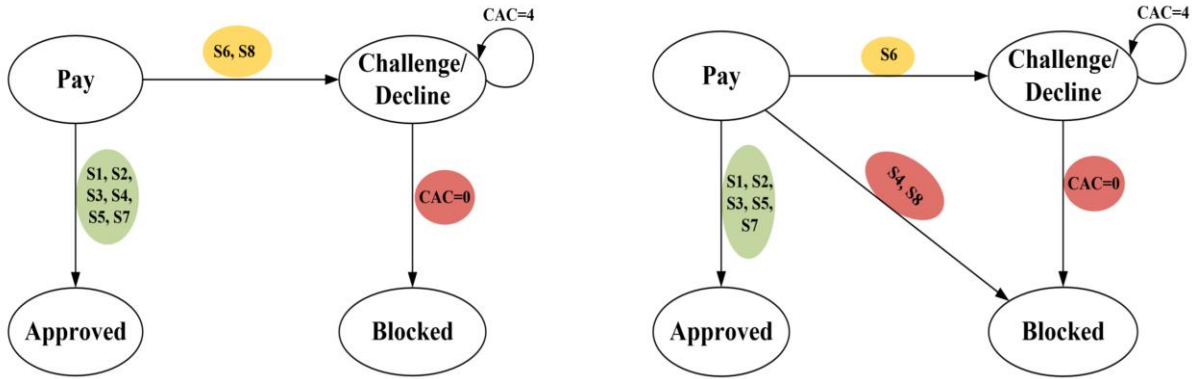 CAC=4
S6, S8
Pay
Challenge/
Decline
S1, S2,
S3, S4,
S5, S7
CAC=0
Approved
Blocked
CAC=4
S6
Pay
Challenge/
Decline
S4, S8
S1, S2,
S3, S5,
S7
CAC=0
Approved
Blocked